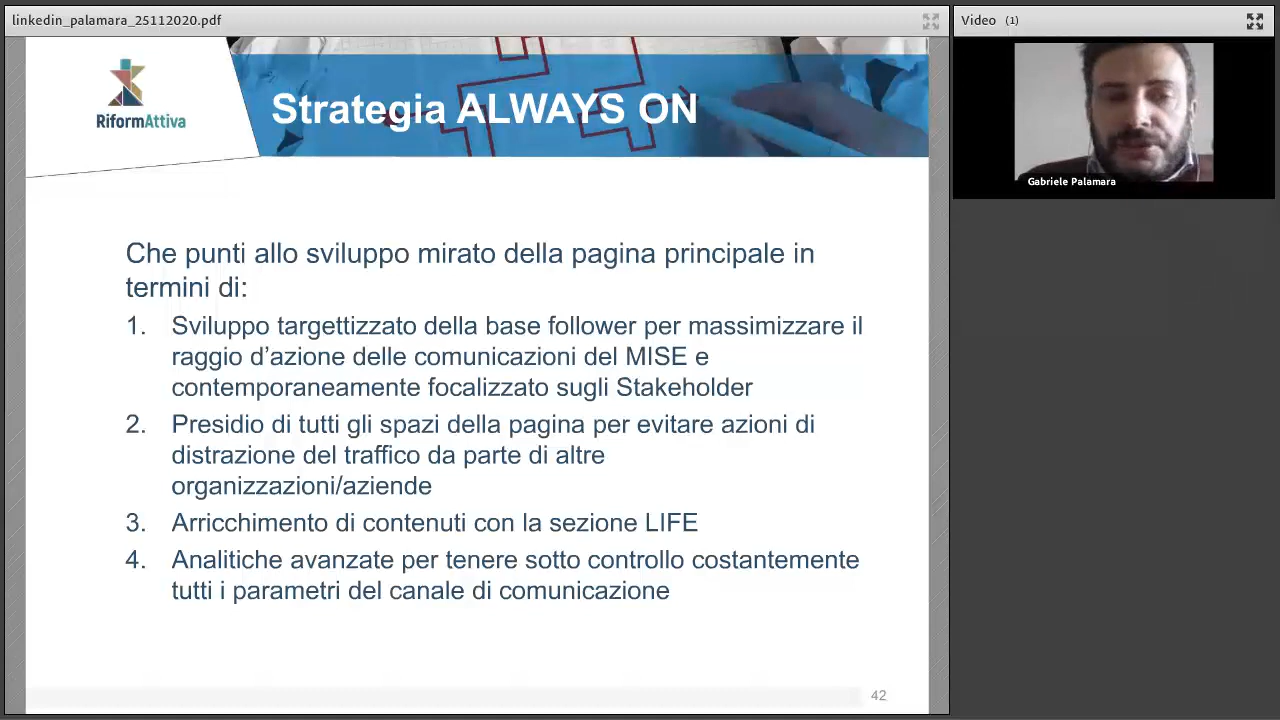 linkedin_palamara_25112020.pdf
Video (1)
RiformAttiva
Strategia ALWAYS ON
Gabriele Palamara
Che punti allo sviluppo mirato della pagina principale in
termini di:
1. Sviluppo targettizzato della base follower per massimizzare il
raggio d’azione delle comunicazioni del MISE e
contemporaneamente focalizzato sugli Stakeholder
2. Presidio di tutti gli spazi della pagina per evitare azioni di
distrazione del traffico da parte di altre
organizzazioni/aziende
3. Arricchimento di contenuti con la sezione LIFE
4. Analitiche avanzate per tenere sotto controllo costantemente
tutti i parametri del canale di comunicazione
42